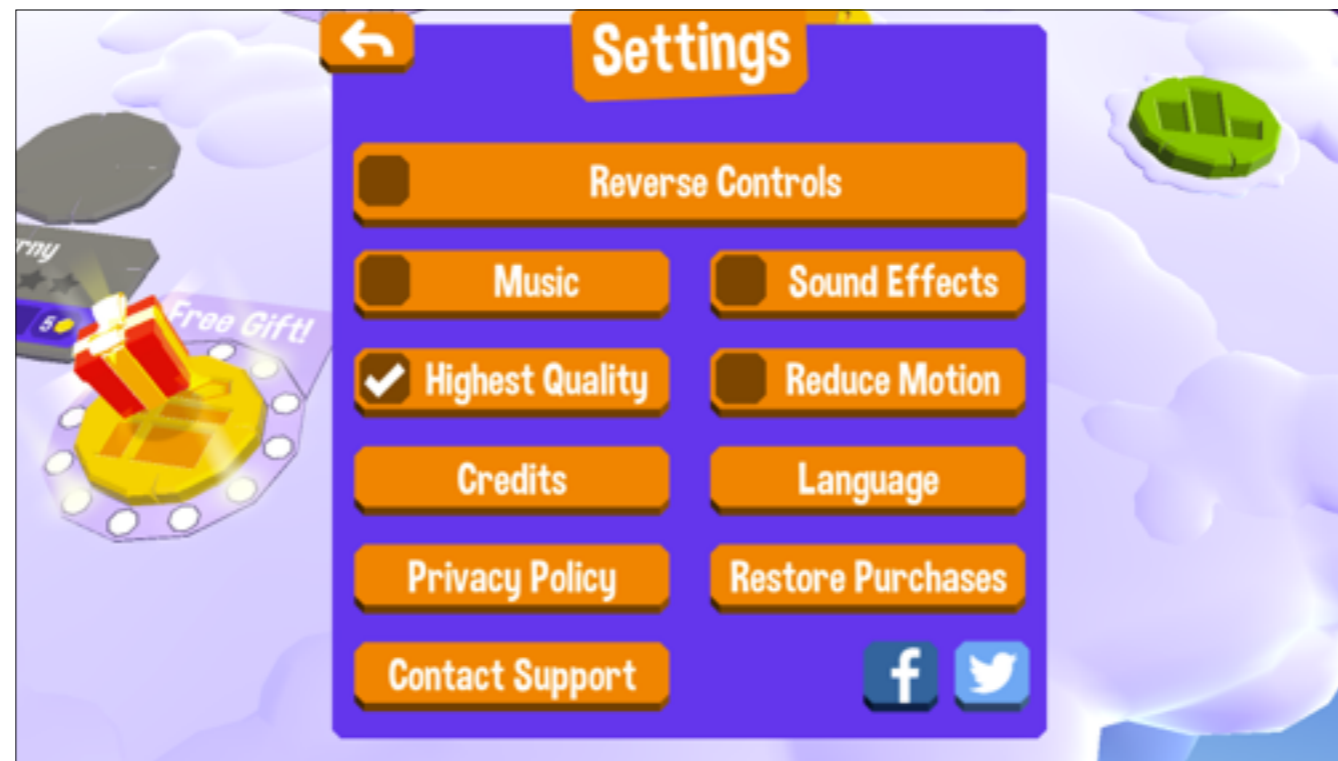 Settings
Reverse Controls
Music
Sound Effects
Highest Quality
Reduce Motion
5
Free Gift!
Credits
Language
Privacy Policy
Restore Purchases
Contact Support
f